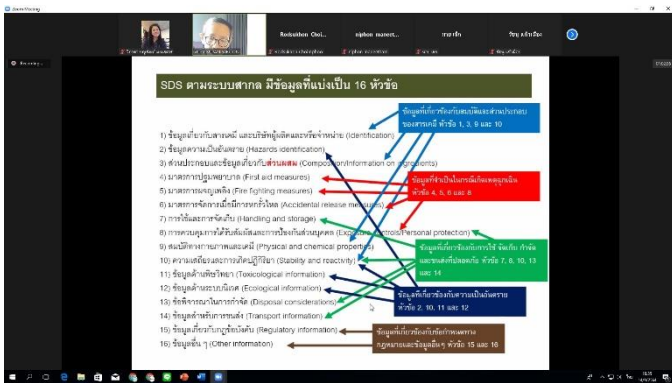 Zoom Meeting
Rodsukhon Choi...
niphon maneet...
Recording...
SDS ตามระบบสากล มีข้อมูลที่แบ่งเป็น 16 หัวข้อ
ข้อมูลที่เกี่ยวข้องกับสมบัติและส่วนประกอบ
ของสารเคมี หัวข้อ 1, 3, 9 และ 10
1) ข้อมูลเกี่ยวกับสารเคมี และบริษัทผู้ผลิตและหรือจำหน่าย (Identification)
2) ข้อมูลความเป็นอันตราย (Hazards identification)
3) ส่วนประกอบและข้อมูลเกี่ยวกับส่วนผสม (Composition/Information on ingredients)
4) มาตรการปฐมพยาบาล (First aid measures)
ข้อมูลที่จำเป็นในกรณีเกิดเหตุฉุกเฉิน
หัวข้อ 4, 5, 6 และ 8
5) มาตรการผจญเพลิง (Fire fighting measures)
6) มาตรการจัดการเมื่อมีการหกรั่วไหล (Accidental release measures)
7) การใช้และการจัดเก็บ (Handling and storage)
8) การควบคุมการได้รับสัมผัสและการป้องกันส่วนบุคคล (Exposure controls/Personal protection)
9) สมบัติทางกายภาพและเคมี (Physical and chemical properties)
ข้อมูลที่เกี่ยวข้องกับการใช้ จัดเก็บ กำจัด
และขนส่งที่ปลอดภัย หัวข้อ 7, 8, 10, 13
และ 14
10) ความเสถียรและการเกิดปฏิกิริยา (Stability and reactivity)
11) ข้อมูลด้านพิษวิทยา (Toxicological information)
12) ข้อมูลด้านระบบนิเวศ (Ecological information)
ข้อมูลที่เกี่ยวข้องกับความเป็นอันตราย
หัวข้อ 2, 10, 11 และ 12
13) ข้อพิจารณาในการกำจัด (Disposal considerations)
14) ข้อมูลสำหรับการขนส่ง (Transport information)
15) ข้อมูลเกี่ยวกับกฎข้อบังคับ (Regulatory information)
16) ข้อมูลอื่น ๆ (Other information)
ข้อมูลที่เกี่ยวข้องกับข้อกำหนดทาง
กฎหมายและข้อมูลอื่นๆ หัวข้อ 15 และ 16